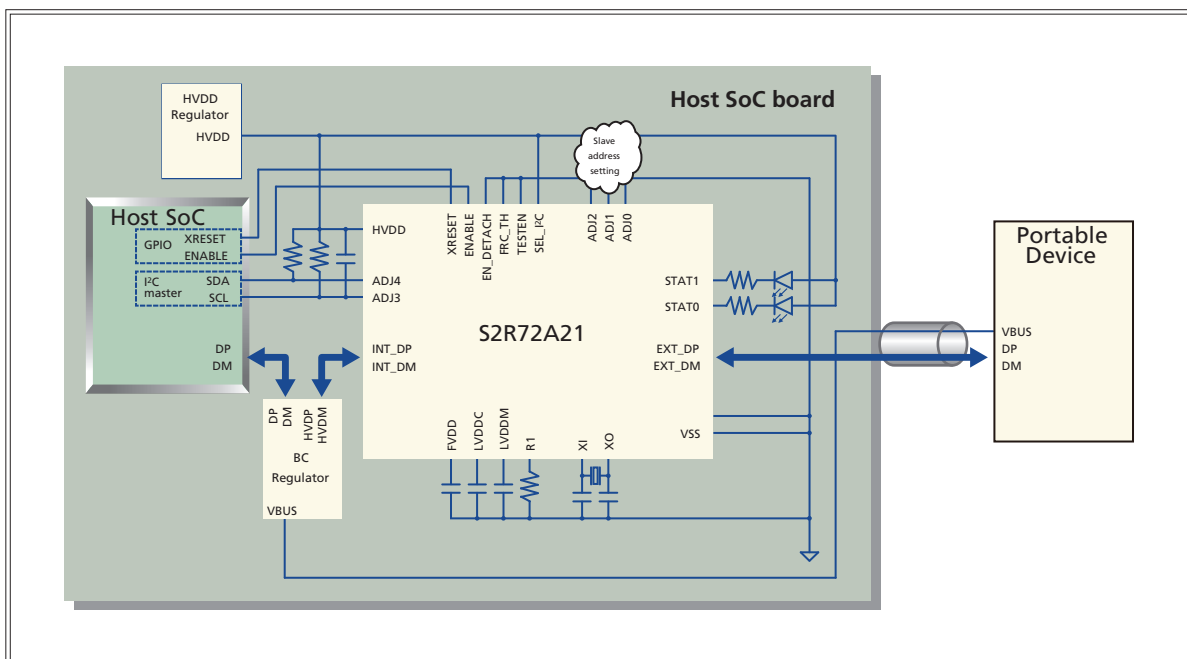 Host SoC board
HVDD
Regulator
HVDD
Slave
address
setting
Host SoC
GPIO
XRESET
ENABLE
I²C
master
SDA
SCL
DP
DM
HVDD
ADJ4
ADJ3
INT_DP
INT_DM
XRESET
ENABLE
EN_DETACH
FRC_TH
TESTEN
SEL_I²C
ADJ2
ADJ1
ADJ0
S2R72A21
STAT1
STAT0
EXT_DP
EXT_DM
VSS
FVDD
LVDDC
LVDDM
R1
XI
XO
DP
DM
HVDP
HVDM
BC
Regulator
VBUS
Portable
Device
VBUS
DP
DM